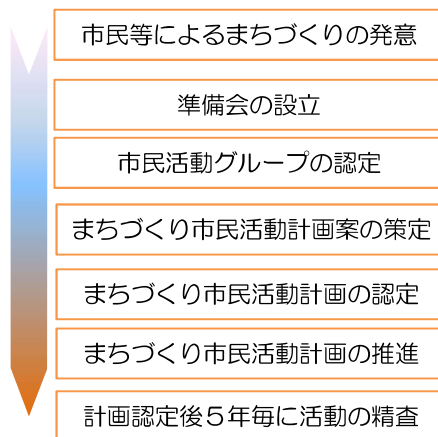 市民等によるまちづくりの発意
準備会の設立
市民活動グループの認定
まちづくり市民活動計画案の策定
まちづくり市民活動計画の認定
まちづくり市民活動計画の推進
計画認定後５年毎に活動の精査